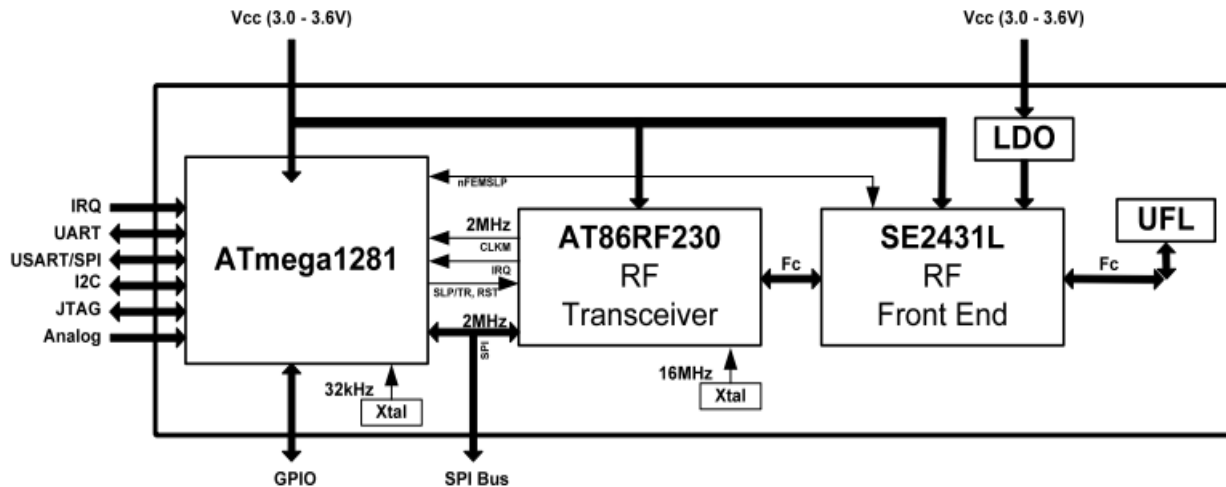 Vcc (3.0 - 3.6V)
Vcc (3.0 - 3.6V)
LDO
nFEMSLP
IRQ
UART
USART/SPI
I2C
JTAG
Analog
ATmega1281
2MHz
CLKM
IRQ
SLP/TR, RST
2MHz
SPI
AT86RF230
RF
Transceiver
Fc
SE2431L
RF
Front End
Fc
UFL
32kHz
Xtal
16MHz
Xtal
GPIO
SPI Bus